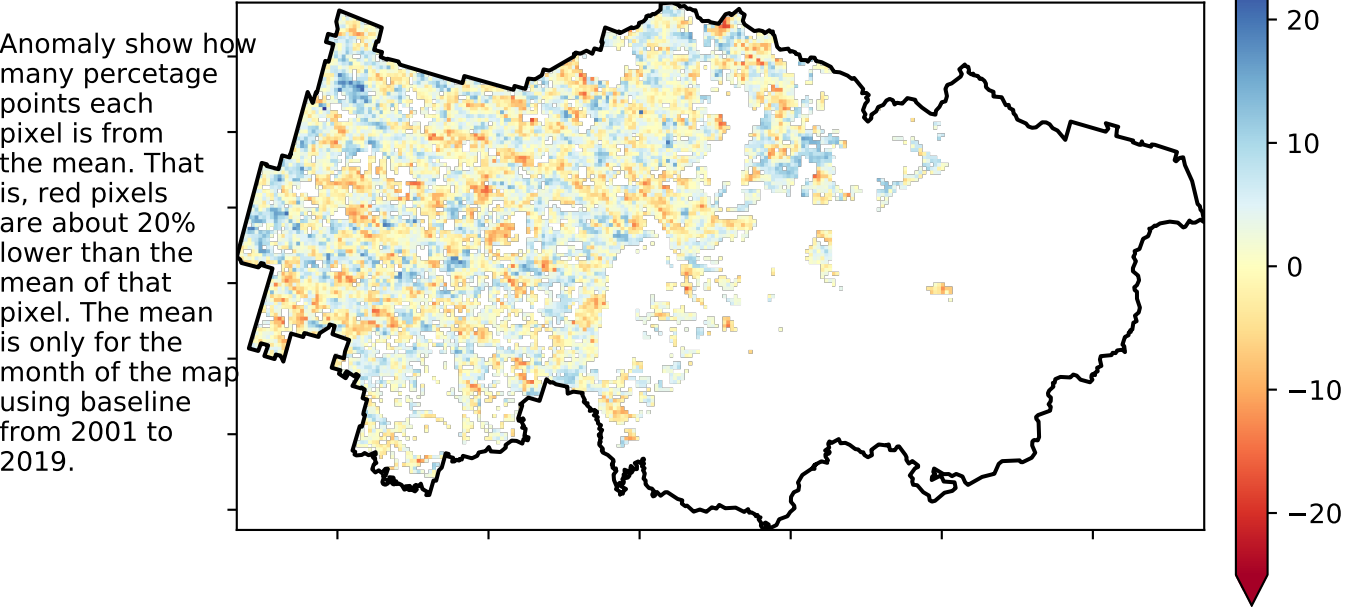 Anomaly show how
many percetage
points each
pixel is from
the mean. That
is, red pixels
are about 20%
lower than the
mean of that
pixel. The mean
is only for the
month of the map
using baseline
from 2001 to
2019.
20
10
0
−10
−20